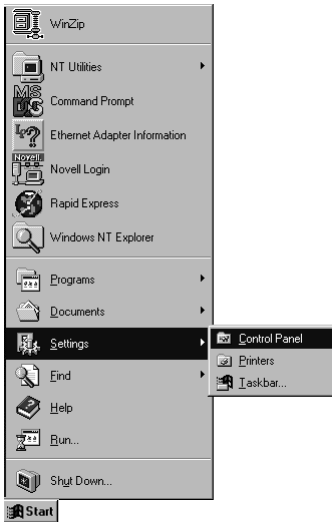 WinZip
NT Utilities
MS
DOS
Command Prompt
IP?
Ethernet Adapter Information
NOVELL
Novell Login
Rapid Express
Windows NT Explorer
Programs
Documents
Settings
Control Panel
Printers
Taskbar...
Find
Help
Run...
Shut Down...
Start